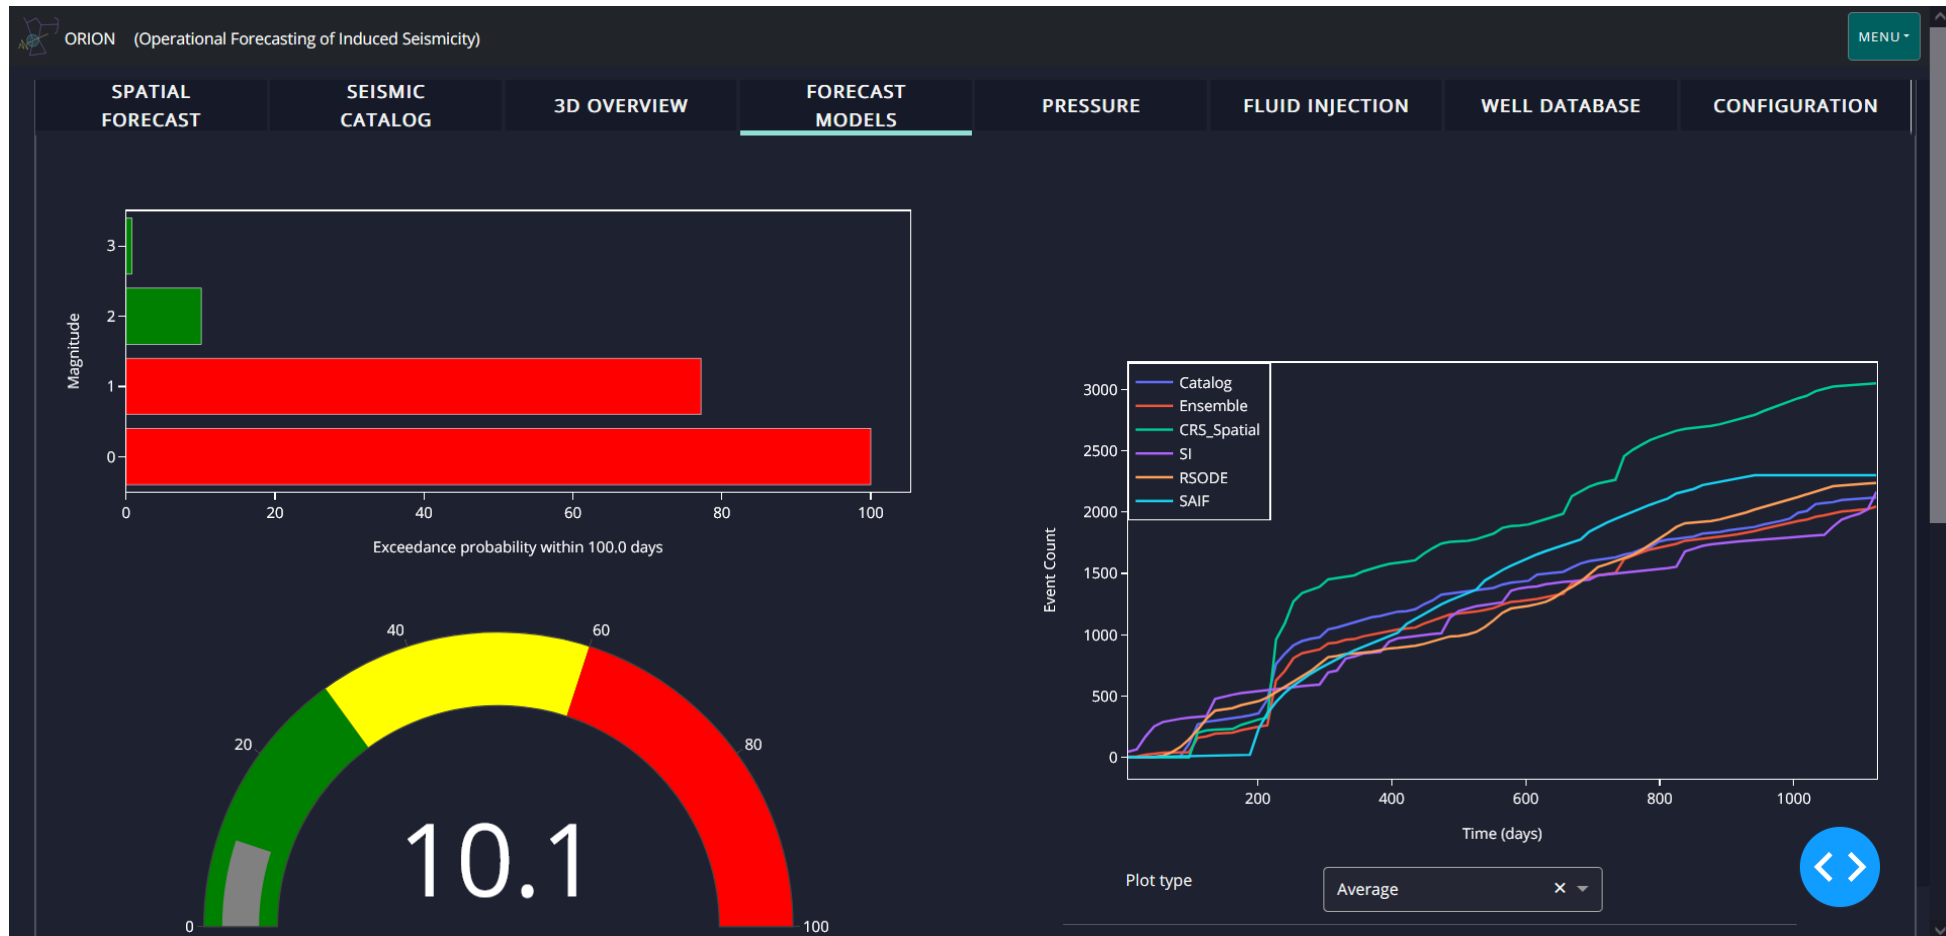 ORION (Operational Forecasting of Induced Seismicity)
MENU
SPATIAL
FORECAST
SEISMIC
CATALOG
3D OVERVIEW
FORECAST
MODELS
PRESSURE
FLUID INJECTION
WELL DATABASE
CONFIGURATION
Magnitude
3
2
1
0
0 20 40 60 80 100
Exceedance probability within 100.0 days
0 20 40 60 80 100
10.1
Event Count
3000
2500
2000
1500
1000
500
0
Catalog
Ensemble
CRS_Spatial
SI
RSODE
SAIF
200 400 600 800 1000
Time (days)
Plot type
Average